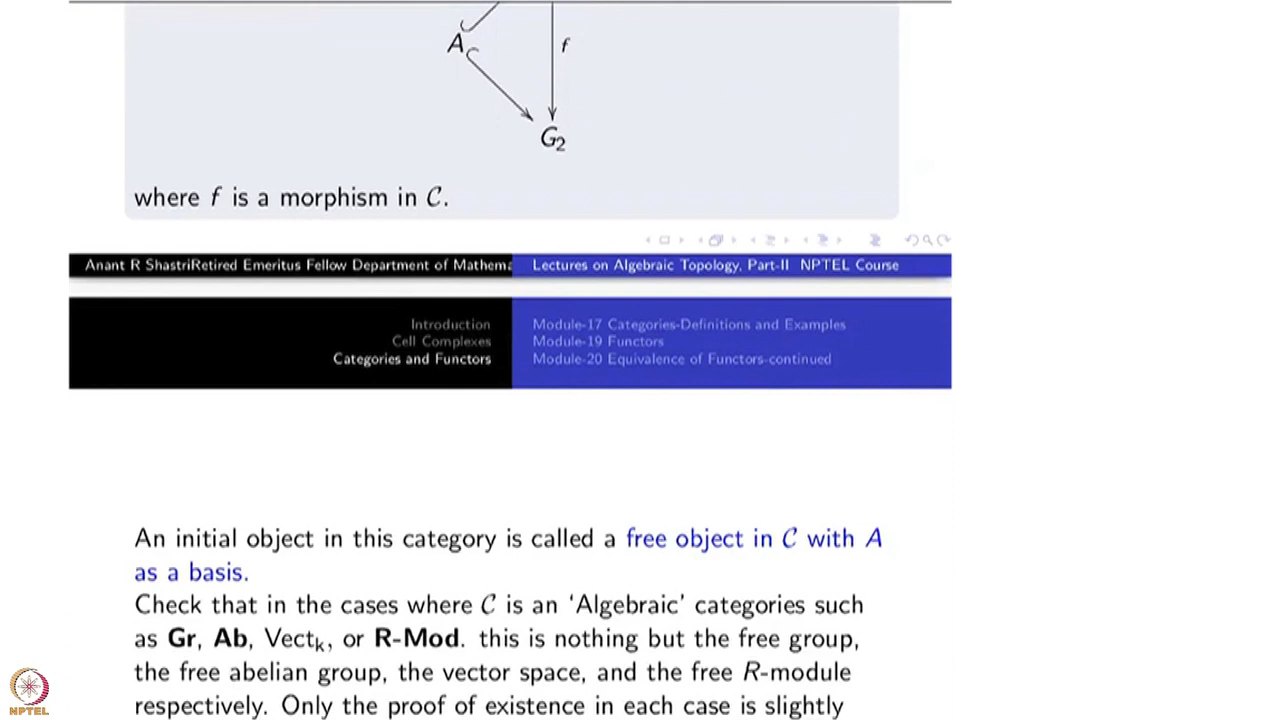 A
f
G₂
where f is a morphism in C.
Anant R ShastriRetired Emeritus Fellow Department of Mathema
Lectures on Algebraic Topology, Part-II NPTEL Course
Introduction
Cell Complexes
Categories and Functors
Module-17 Categories-Definitions and Examples
Module-19 Functors
Module-20 Equivalence of Functors-continued
An initial object in this category is called a free object in C with A
as a basis.
Check that in the cases where C is an ‘Algebraic’ categories such
as Gr, Ab, Vectₖ, or R-Mod. this is nothing but the free group,
the free abelian group, the vector space, and the free R-module
respectively. Only the proof of existence in each case is slightly
NPTEL